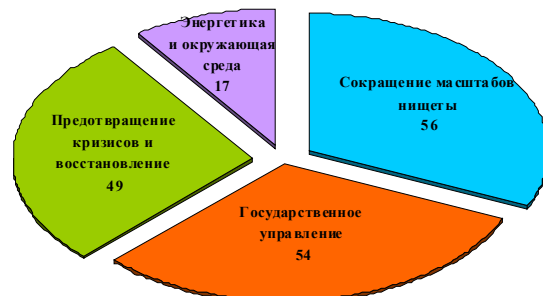 Энергетика
и окружающая
среда
17
Сокращение масштабов
нищеты
56
Предотвращение
кризисов и
восстановление
49
Государственное
управление
54